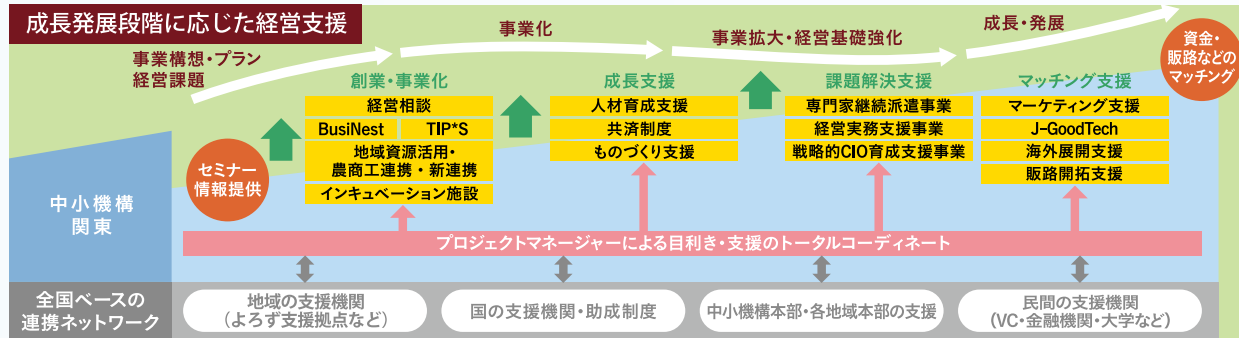 成長発展段階に応じた経営支援
事業構想・プラン
経営課題
事業化
事業拡大・経営基礎強化
成長・発展
資金・
販路などの
マッチング
創業・事業化
経営相談
BusiNest
TIP*S
地域資源活用・
農商工連携・新連携
インキュベーション施設
成長支援
人材育成支援
共済制度
ものづくり支援
課題解決支援
専門家継続派遣事業
経営実務支援事業
戦略的CIO育成支援事業
マッチング支援
マーケティング支援
J-GoodTech
海外展開支援
販路開拓支援
セミナー
情報提供
中小機構
関東
プロジェクトマネージャーによる目利き・支援のトータルコーディネート
全国ベースの
連携ネットワーク
地域の支援機関
（よろず支援拠点など）
国の支援機関・助成制度
中小機構本部・各地域本部の支援
民間の支援機関
（VC・金融機関・大学など）